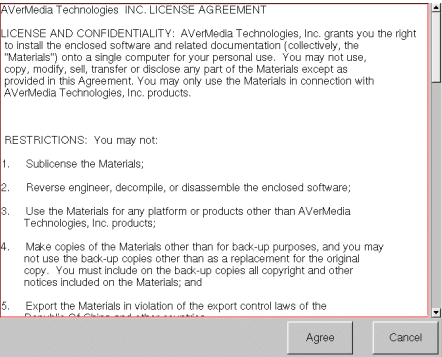 AVerMedia Technologies  INC. LICENSE AGREEMENT
LICENSE AND CONFIDENTIALITY:  AVerMedia Technologies, Inc. grants you the right
to install the enclosed software and related documentation (collectively, the
"Materials") onto a single computer for your personal use.  You may not use,
copy, modify, sell, transfer or disclose any part of the Materials except as
provided in this Agreement. You may only use the Materials in connection with
AVerMedia Technologies, Inc. products.
RESTRICTIONS:  You may not:
1.    Sublicense the Materials;
2.    Reverse engineer, decompile, or disassemble the enclosed software;
3.    Use the Materials for any platform or products other than AVerMedia
Technologies, Inc. products;
4.    Make copies of the Materials other than for back-up purposes, and you may
not use the back-up copies other than as a replacement for the original
copy.  You must include on the back-up copies all copyright and other
notices included on the Materials; and
5.    Export the Materials in violation of the export control laws of the
Republic Of China and other countries
Agree
Cancel